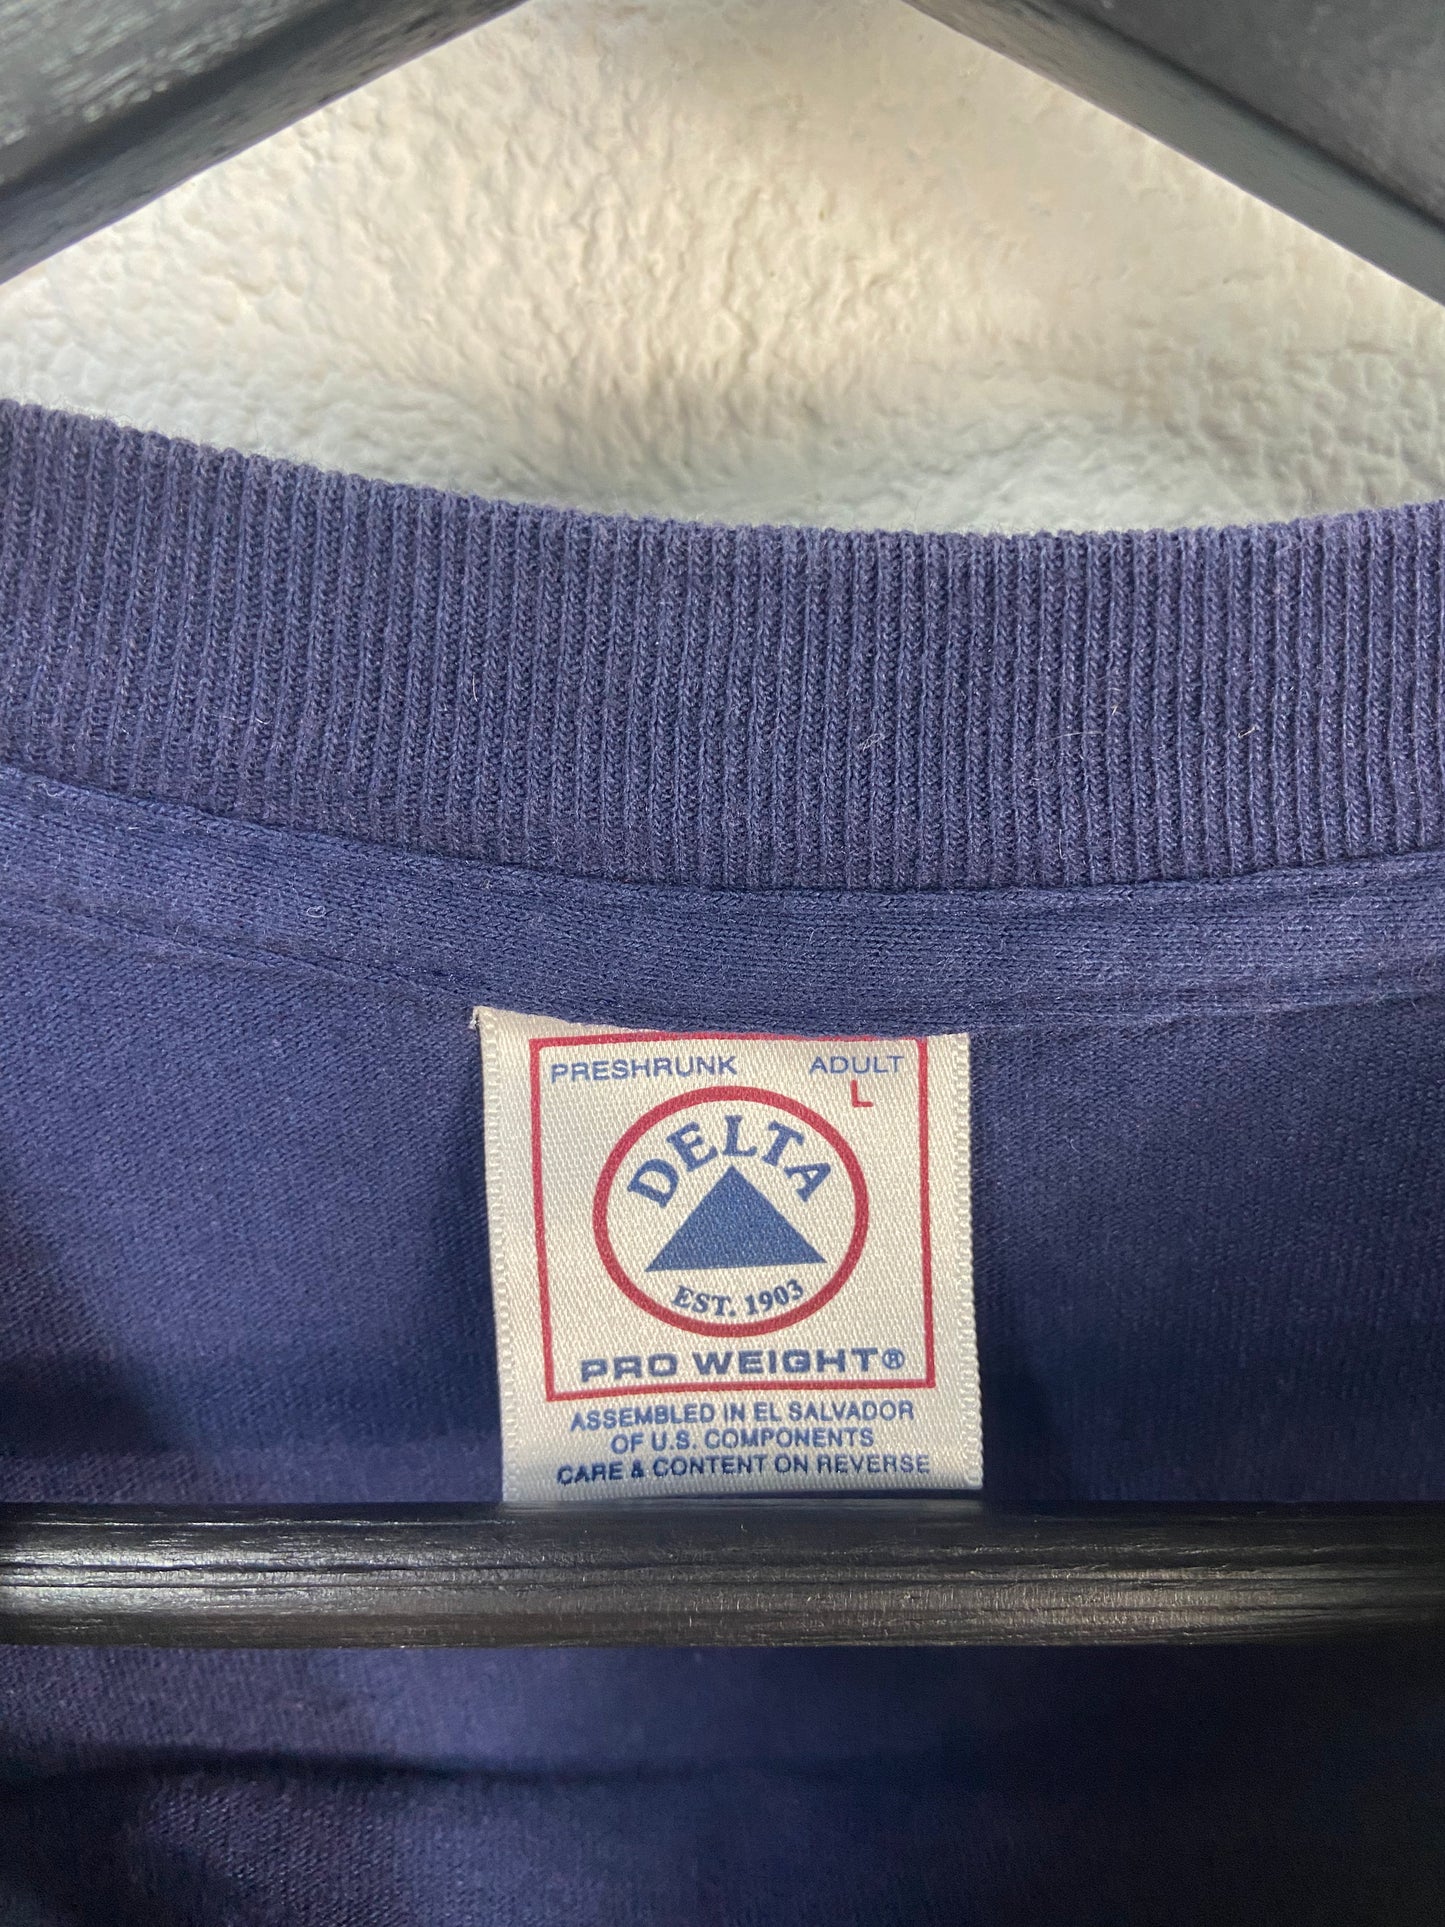 PRESHRUNK ADULT
L
DELTA
EST. 1903
PRO WEIGHT®
ASSEMBLED IN EL SALVADOR
OF U.S. COMPONENTS
CARE & CONTENT ON REVERSE